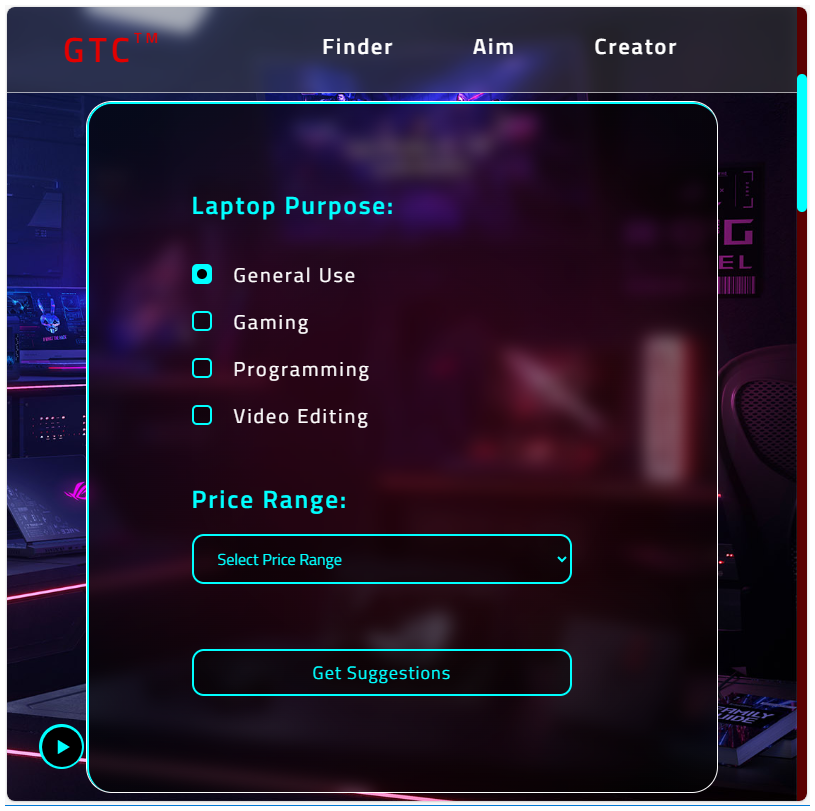 GTC™
Finder
Aim
Creator
Laptop Purpose:
General Use
Gaming
Programming
Video Editing
Price Range:
Select Price Range
Get Suggestions